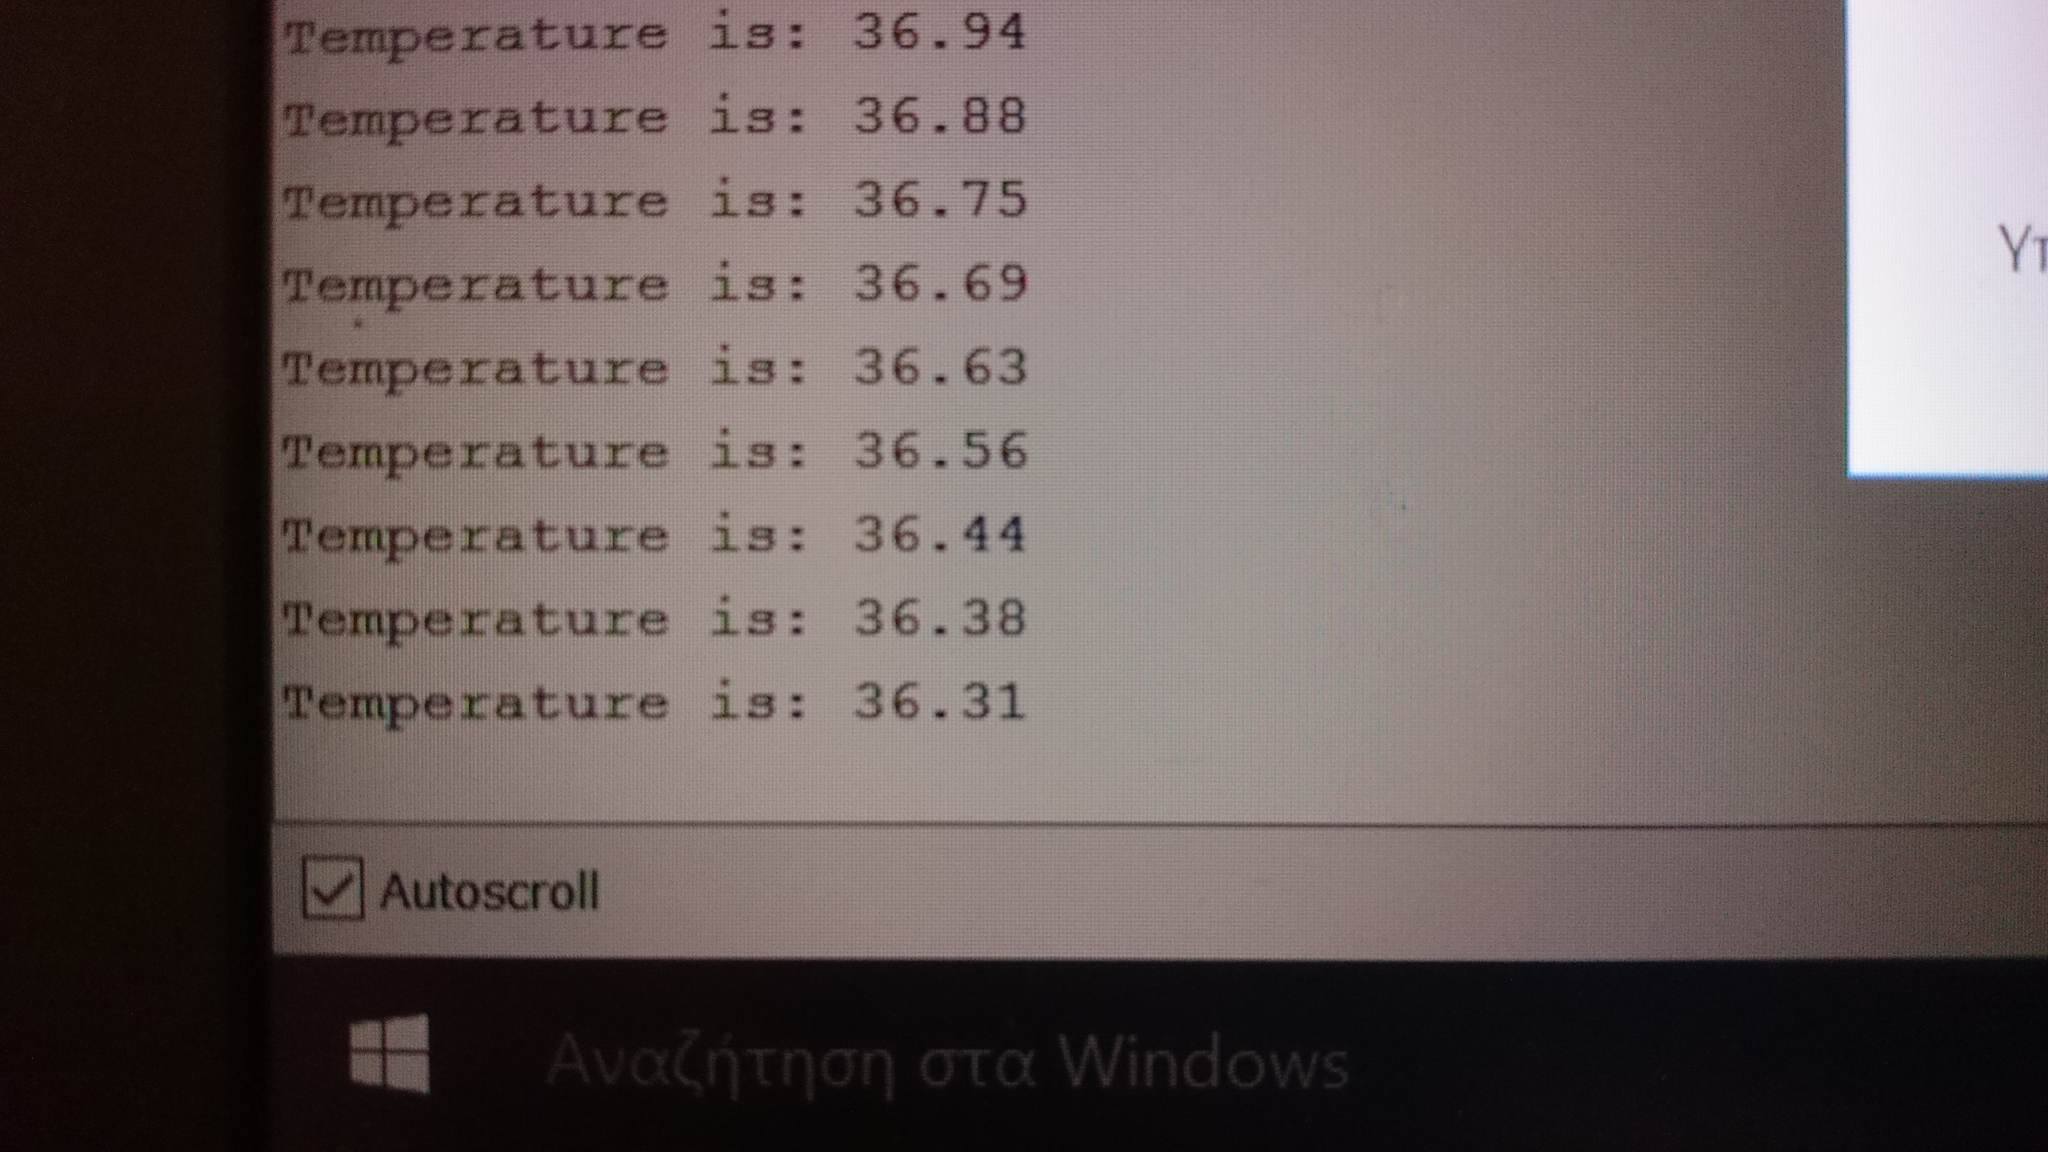 Temperature is: 36.94
Temperature is: 36.88
Temperature is: 36.75
Temperature is: 36.69
Temperature is: 36.63
Temperature is: 36.56
Temperature is: 36.44
Temperature is: 36.38
Temperature is: 36.31
Autoscroll
Αναζήτηση στα Windows